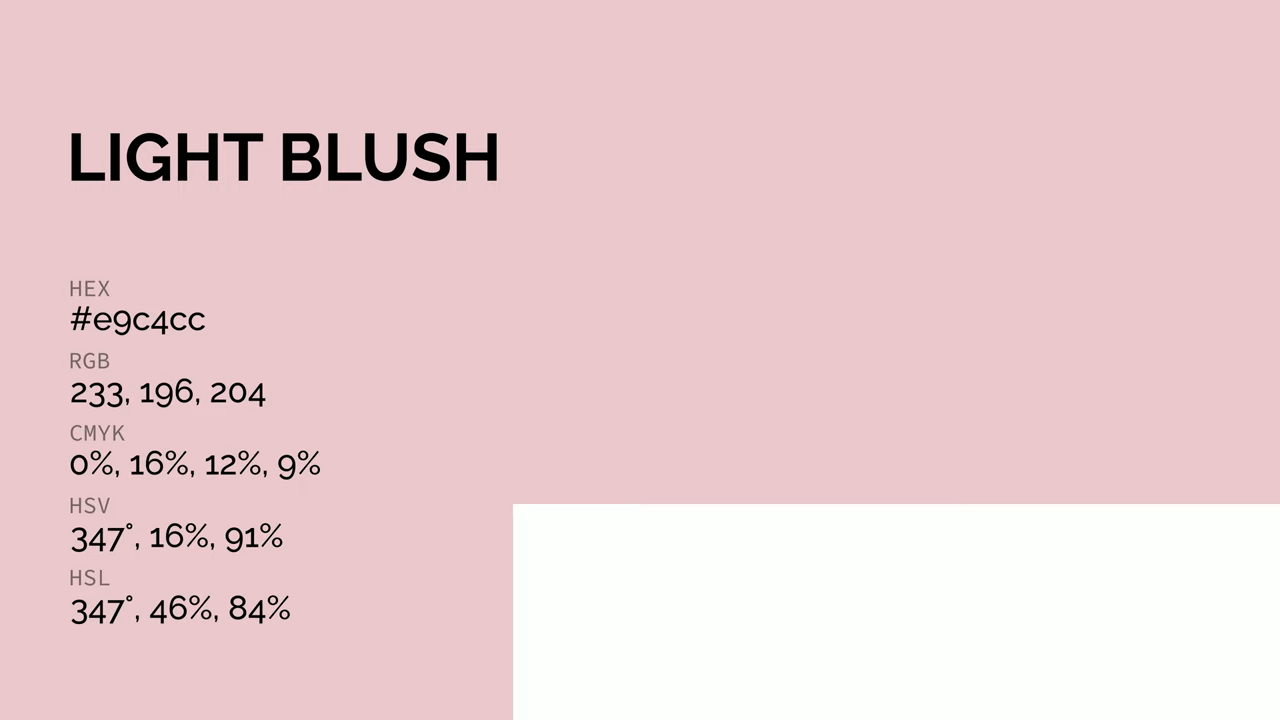 LIGHT BLUSH
HEX
#e9c4cc
RGB
233, 196, 204
CMYK
0%, 16%, 12%, 9%
HSV
347°, 16%, 91%
HSL
347°, 46%, 84%